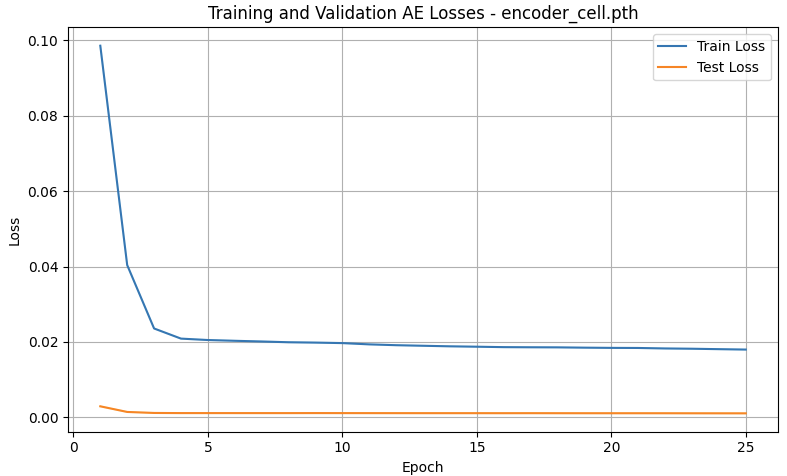 Training and Validation AE Losses - encoder_cell.pth
Train Loss
Test Loss
0.10
0.08
0.06
0.04
0.02
0.00
Loss
0 5 10 15 20 25
Epoch